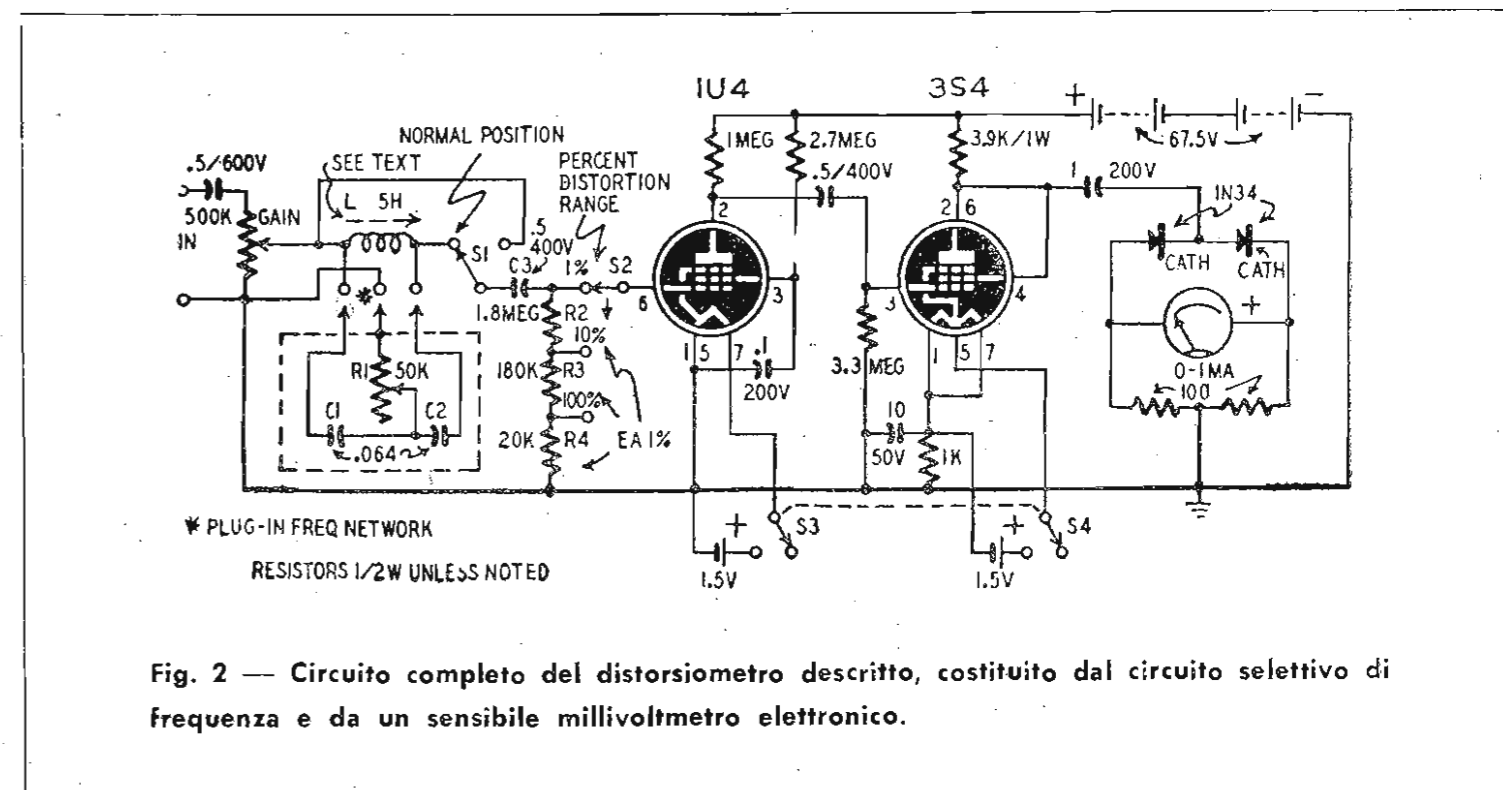 1U4
3S4
+
-
NORMAL POSITION
1MEG
2.7MEG
3.9K/1W
67.5V
.5/600V
SEE TEXT
PERCENT
DISTORTION
RANGE
.5/400V
1
200V
L
5H
1N34
500K
GAIN
2
2 6
IN
S1
.5
400V
C3
1%
S2
CATH
CATH
6
3
3
4
*
1.8MEG
R2
+
10%
1 5 7
.1
1 5 7
R1
50K
180K
R3
200V
3.3 MEG
0-1MA
100
100%
C1
C2
10
20K
R4
EA 1%
.064
50V
1K
* PLUG-IN FREQ NETWORK
+
S3
+
S4
RESISTORS 1/2W UNLESS NOTED
1.5V
1.5V
Fig. 2 — Circuito completo del distorsiometro descritto, costituito dal circuito selettivo di
frequenza e da un sensibile millivoltmetro elettronico.